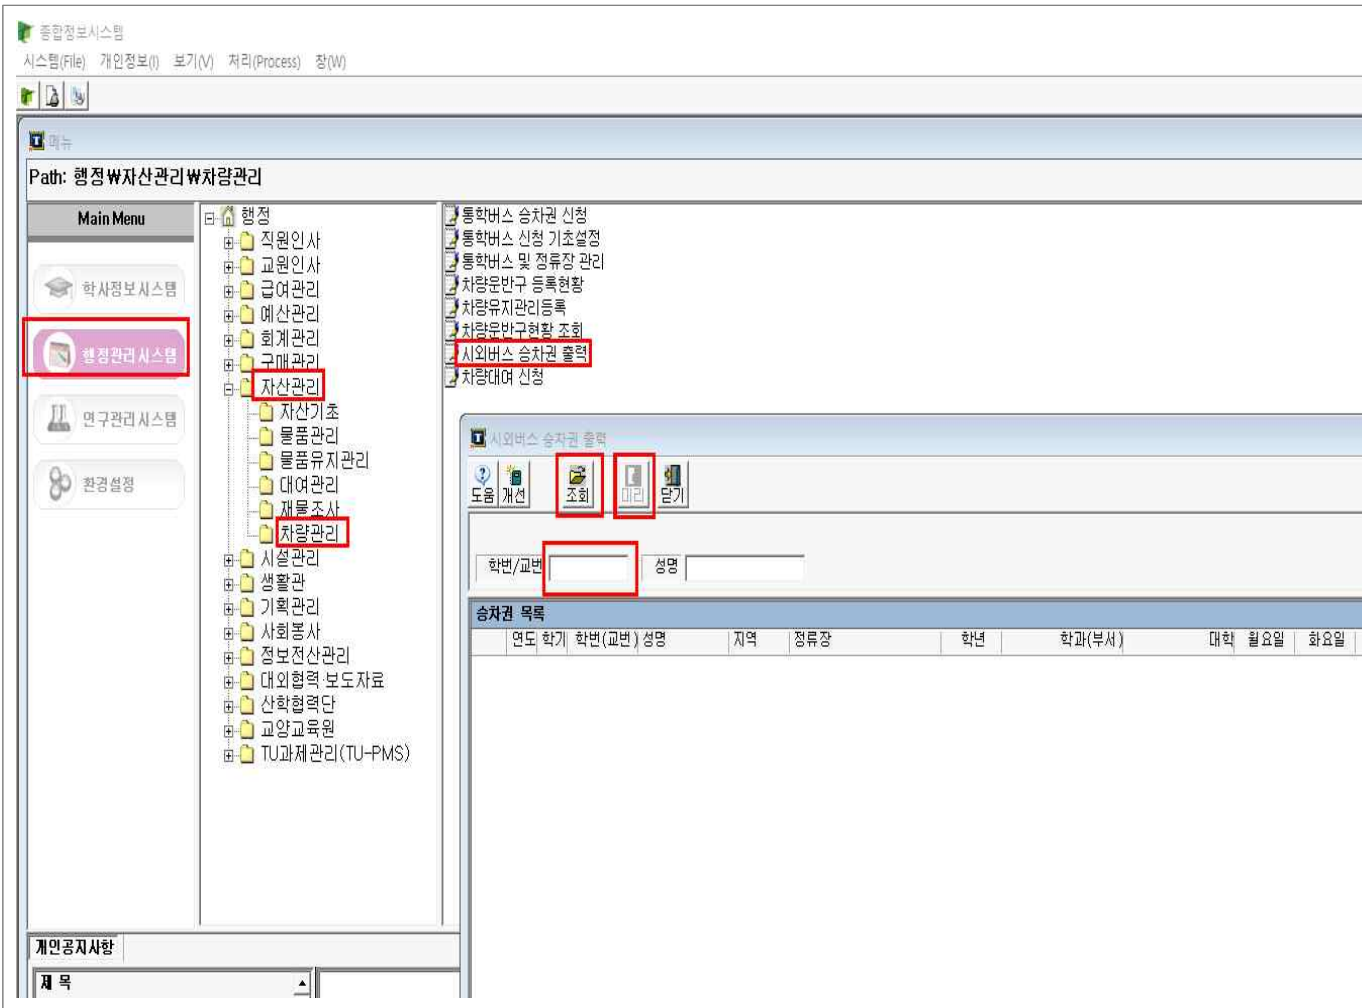 종합정보시스템
시스템(File) 개인정보(I) 보기(V) 처리(Process) 창(W)
메뉴
Path: 행정₩자산관리₩차량관리
Main Menu
학사정보시스템
행정관리시스템
연구관리시스템
환경설정
행정
직원인사
교원인사
급여관리
예산관리
회계관리
구매관리
자산관리
자산기초
물품관리
물품유지관리
대여관리
재물조사
차량관리
시설관리
생활관
기획관리
사회봉사
정보전산관리
대외협력·보도자료
산학협력단
교양교육원
TU과제관리(TU-PMS)
통학버스 승차권 신청
통학버스 신청 기초설정
통학버스 및 정류장 관리
차량운반구 등록현황
차량유지관리등록
차량운반구현황 조회
시외버스 승차권 출력
차량대여 신청
시외버스 승차권 출력
도움 개선 조회 미리 닫기
학번/교번 성명
승차권 목록
연도 학기 학번(교번) 성명 지역 정류장 학년 학과(부서) 대학 월요일 화요일
개인공지사항
제 목